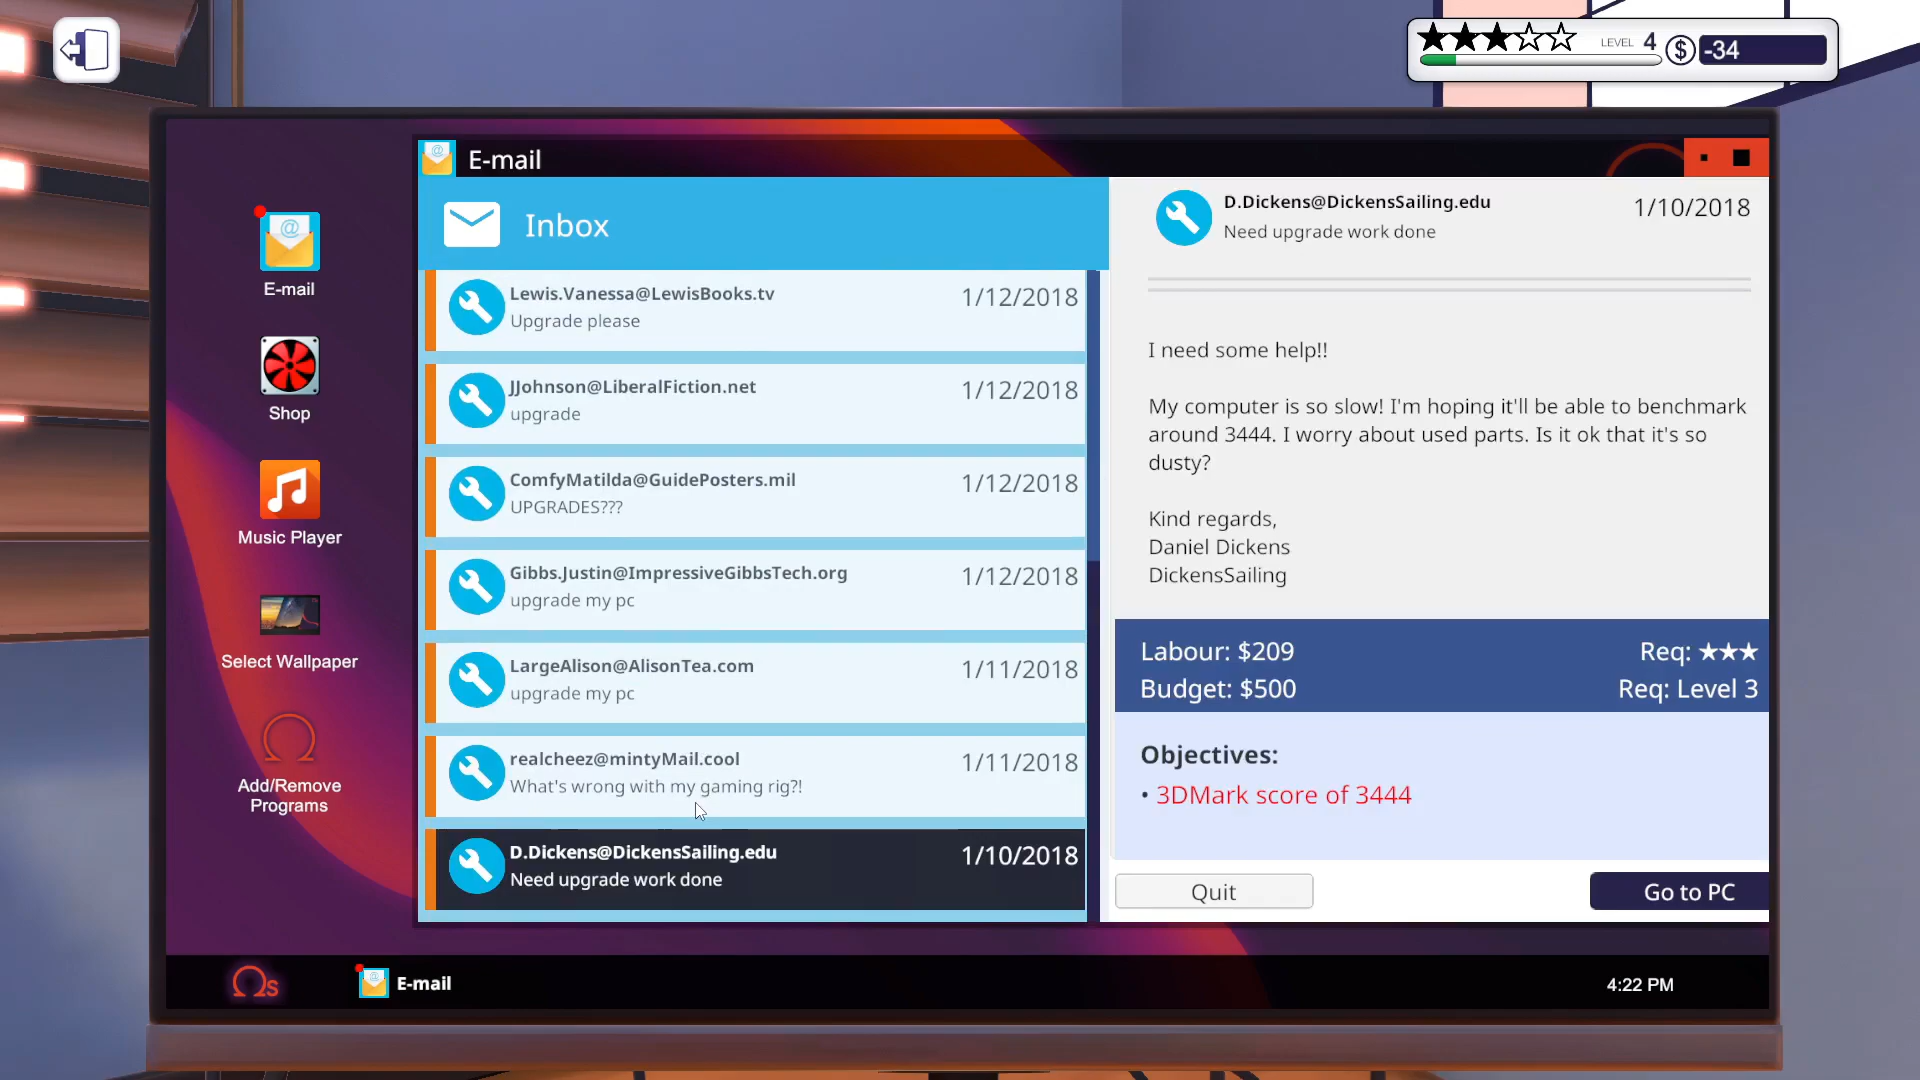 LEVEL 4 $ -34
E-mail
Inbox
Lewis.Vanessa@LewisBooks.tv 1/12/2018
Upgrade please
JJohnson@LiberalFiction.net 1/12/2018
upgrade
ComfyMatilda@GuidePosters.mil 1/12/2018
UPGRADES???
Gibbs.Justin@ImpressiveGibbsTech.org 1/12/2018
upgrade my pc
LargeAlison@AlisonTea.com 1/11/2018
upgrade my pc
realcheez@mintyMail.cool 1/11/2018
What's wrong with my gaming rig?!
D.Dickens@DickensSailing.edu 1/10/2018
Need upgrade work done
D.Dickens@DickensSailing.edu 1/10/2018
Need upgrade work done
I need some help!!
My computer is so slow! I'm hoping it'll be able to benchmark
around 3444. I worry about used parts. Is it ok that it's so
dusty?
Kind regards,
Daniel Dickens
DickensSailing
Labour: $209 Req: ★★★
Budget: $500 Req: Level 3
Objectives:
• 3DMark score of 3444
Quit Go to PC
E-mail
Shop
Music Player
Select Wallpaper
Add/Remove
Programs
Ωs E-mail 4:22 PM